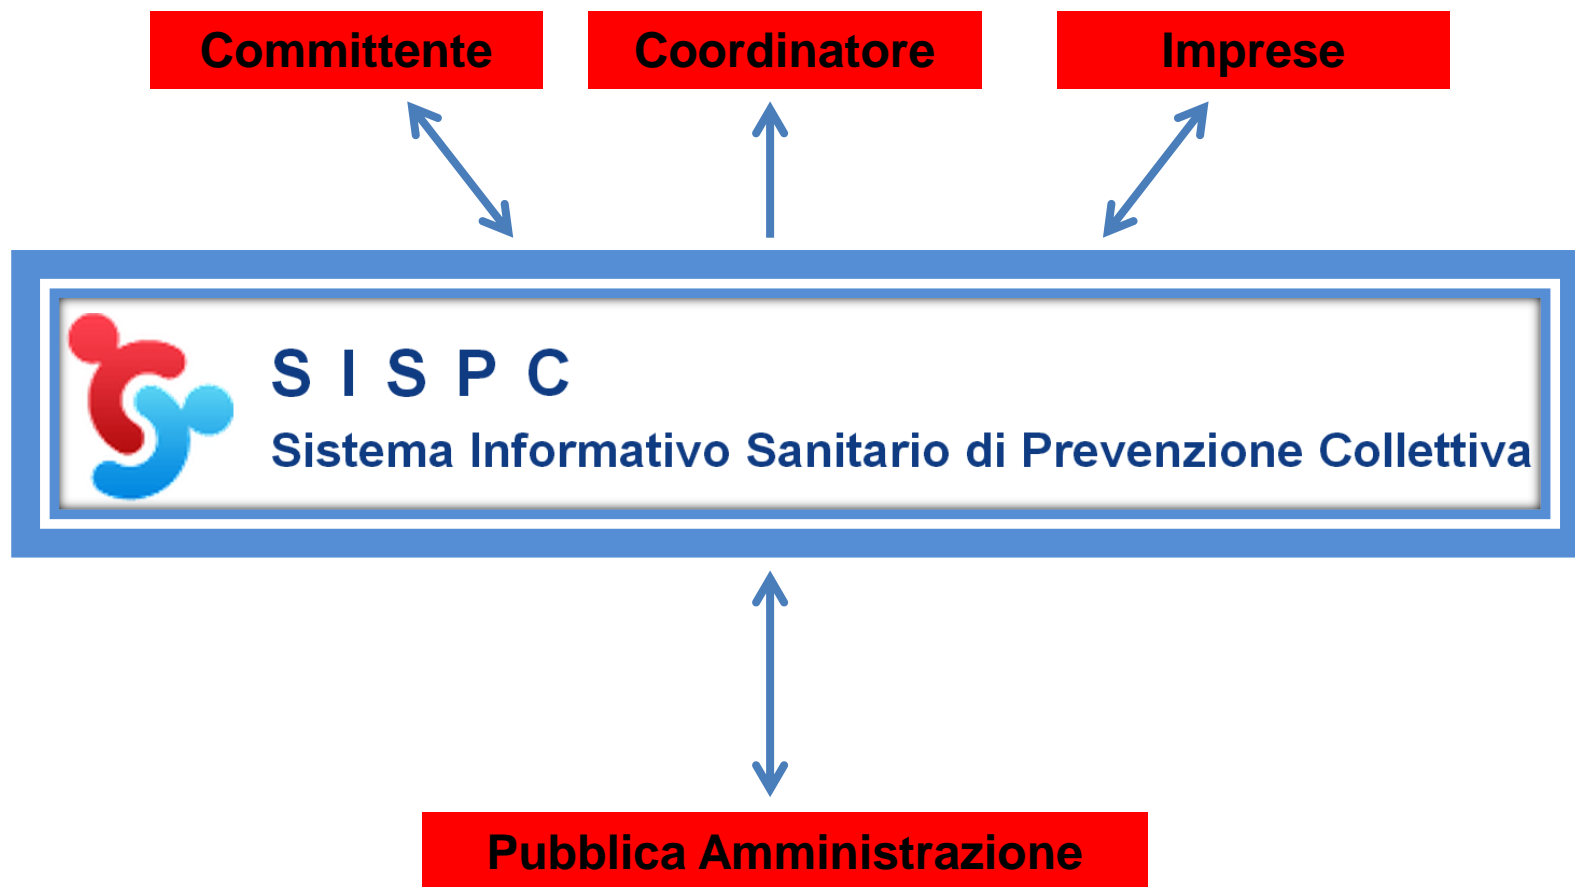 Committente
Coordinatore
Imprese
S I S P C
Sistema Informativo Sanitario di Prevenzione Collettiva
Pubblica Amministrazione